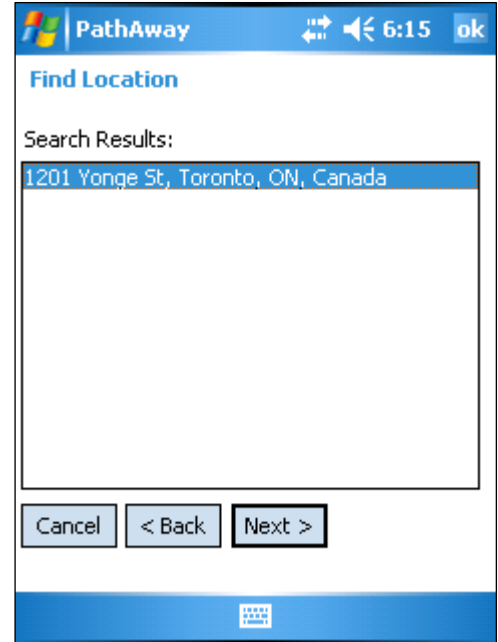 PathAway 6:15 ok
Find Location
Search Results:
1201 Yonge St, Toronto, ON, Canada
Cancel < Back Next >